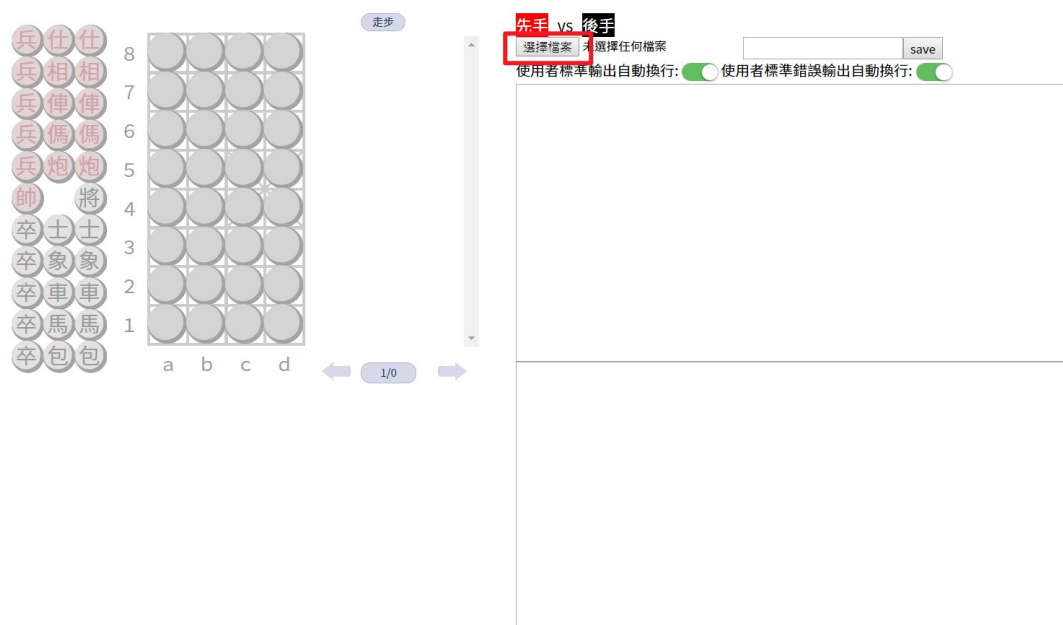 走步
先手 vs 後手
選擇檔案 未選擇任何檔案 save
使用者標準輸出自動換行: 使用者標準錯誤輸出自動換行:
兵仕仕
兵相相
兵俥俥
兵傌傌
兵炮炮
帥 將
卒士士
卒象象
卒車車
卒馬馬
卒包包
8
7
6
5
4
3
2
1
a b c d
1/0